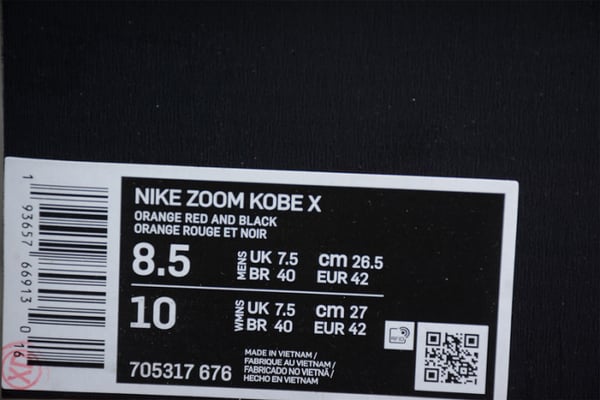 NIKE ZOOM KOBE X
ORANGE RED AND BLACK
ORANGE ROUGE ET NOIR
8.5
MENS
UK 7.5 cm 26.5
BR 40 EUR 42
10
WMNS
UK 7.5 cm 27
BR 40 EUR 42
705317 676
MADE IN VIETNAM /
FABRIQUE AU VIETNAM /
FABRICADO NO VIETNÃ /
HECHO EN VIETNAM
RFID
1 93657 66913 0
16